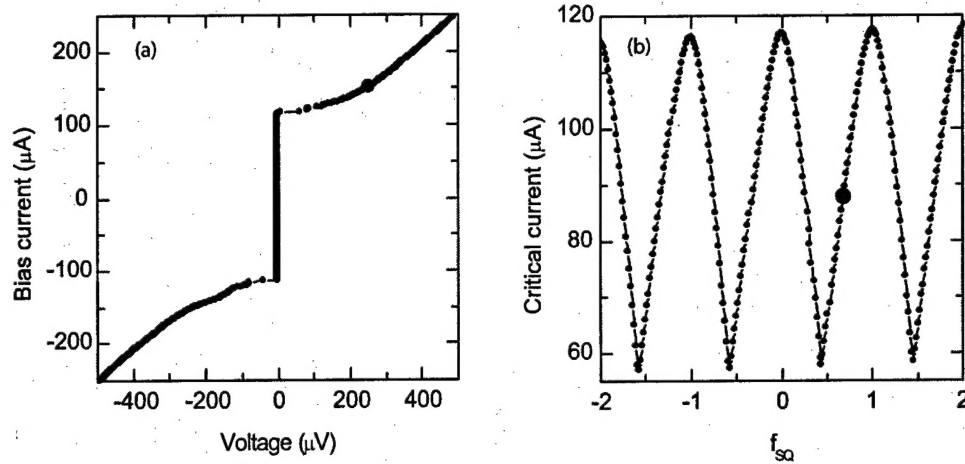 (a)
200
100
0
-100
-200
Bias current (μA)
-400 -200 0 200 400
Voltage (μV)
(b)
120
100
80
60
Critical current (μA)
-2 -1 0 1 2
f_SQ